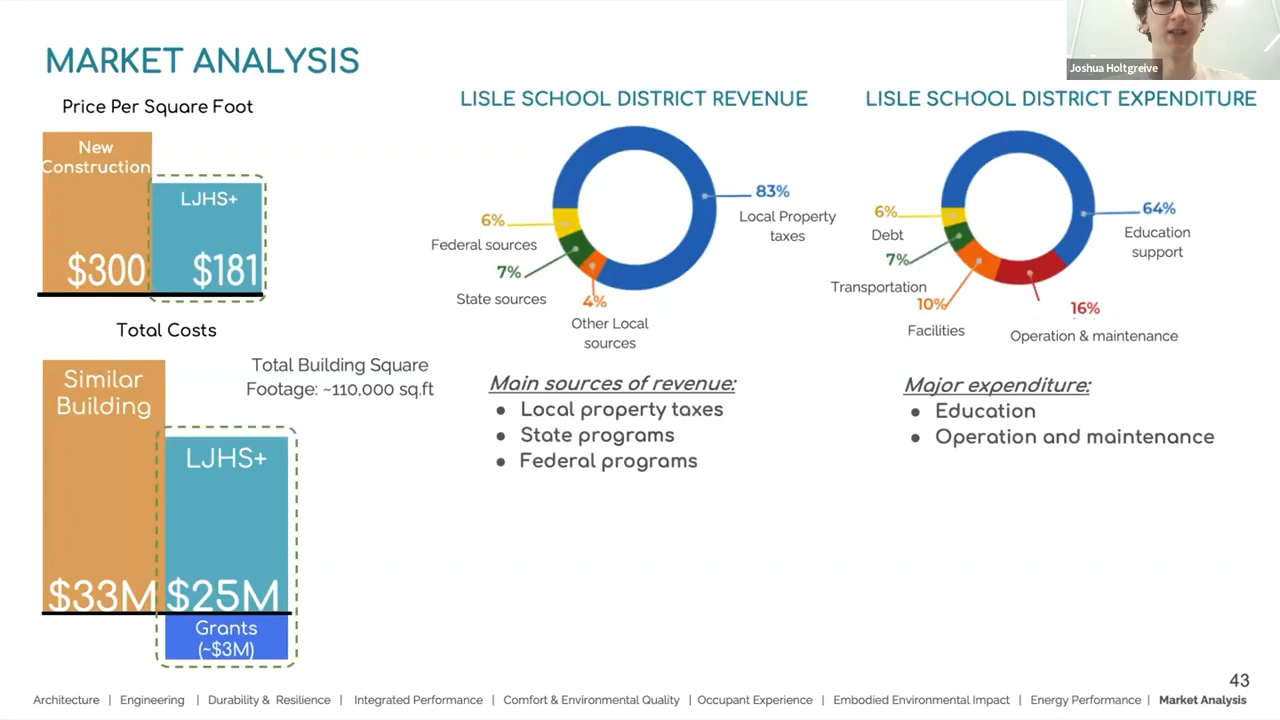 MARKET ANALYSIS
Joshua Holtgreive
Price Per Square Foot
New
Construction
$300
LJHS+
$181
Total Costs
Similar
Building
$33M
LJHS+
$25M
Grants
(~$3M)
Total Building Square
Footage: ~110,000 sq.ft
LISLE SCHOOL DISTRICT REVENUE
83%
Local Property
taxes
6%
Federal sources
7%
State sources
4%
Other Local
sources
Main sources of revenue:
● Local property taxes
● State programs
● Federal programs
LISLE SCHOOL DISTRICT EXPENDITURE
64%
Education
support
6%
Debt
7%
Transportation
10%
Facilities
16%
Operation & maintenance
Major expenditure:
● Education
● Operation and maintenance
43
Architecture | Engineering | Durability & Resilience | Integrated Performance | Comfort & Environmental Quality | Occupant Experience | Embodied Environmental Impact | Energy Performance | Market Analysis